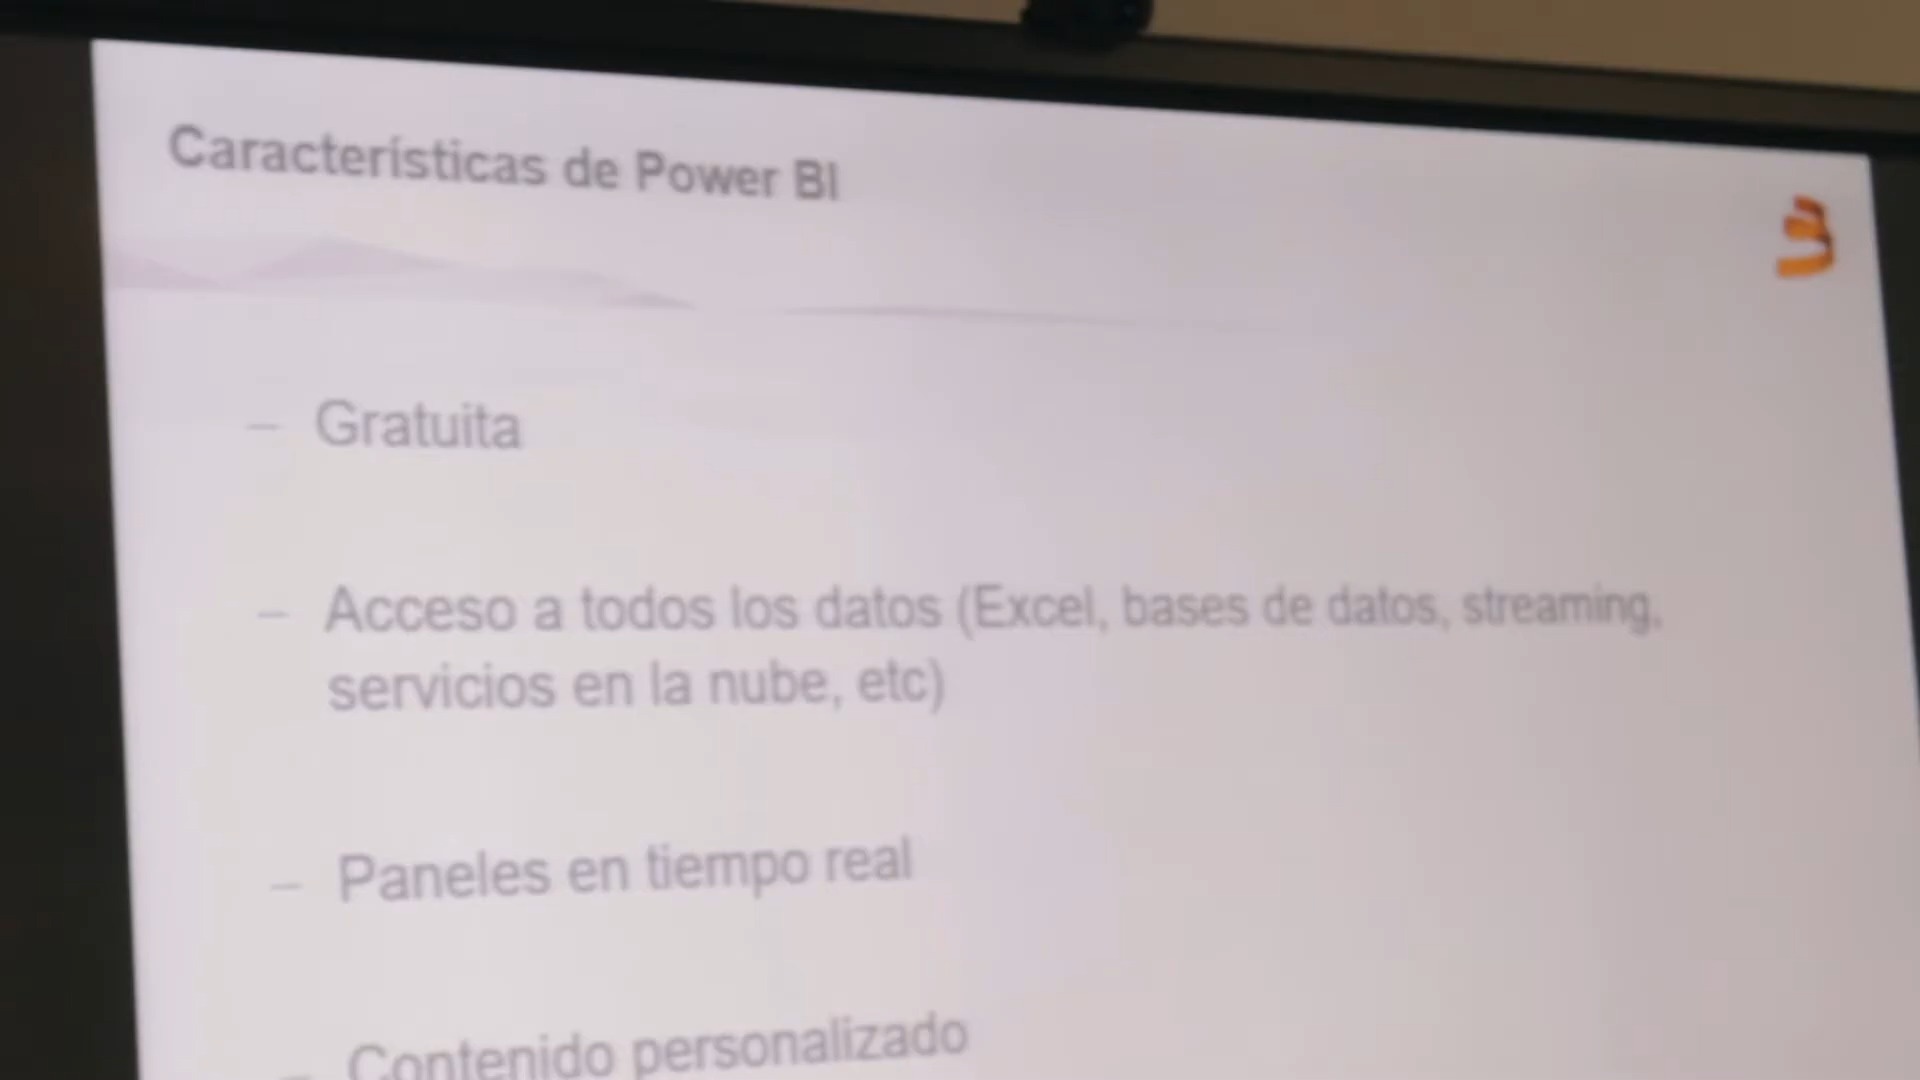 Características de Power BI
– Gratuita
– Acceso a todos los datos (Excel, bases de datos, streaming,
servicios en la nube, etc)
– Paneles en tiempo real
– Contenido personalizado